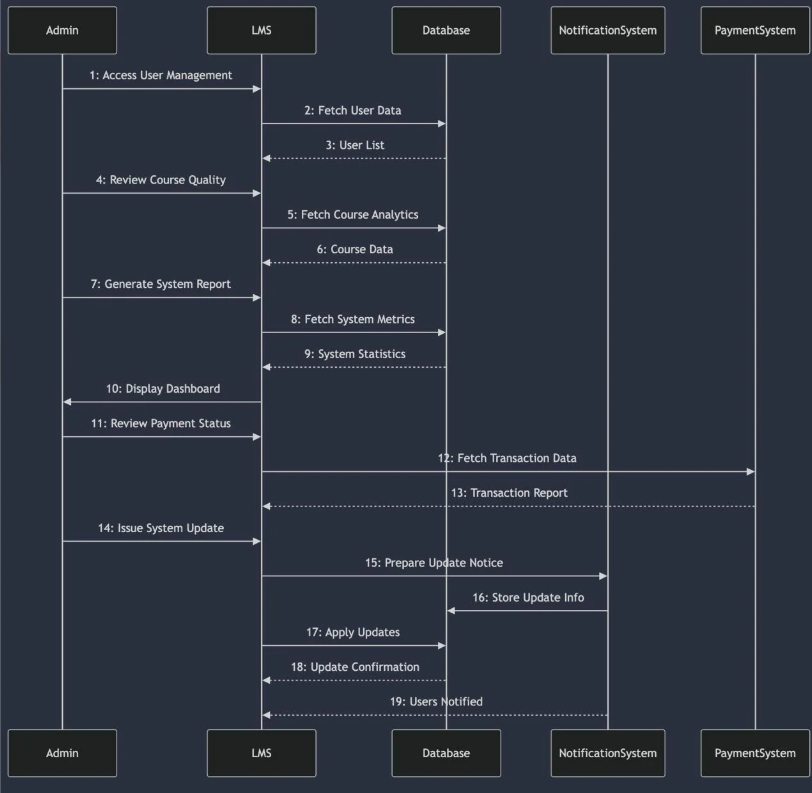 Admin
LMS
Database
NotificationSystem
PaymentSystem
1: Access User Management
2: Fetch User Data
3: User List
4: Review Course Quality
5: Fetch Course Analytics
6: Course Data
7: Generate System Report
8: Fetch System Metrics
9: System Statistics
10: Display Dashboard
11: Review Payment Status
12: Fetch Transaction Data
13: Transaction Report
14: Issue System Update
15: Prepare Update Notice
16: Store Update Info
17: Apply Updates
18: Update Confirmation
19: Users Notified
Admin
LMS
Database
NotificationSystem
PaymentSystem